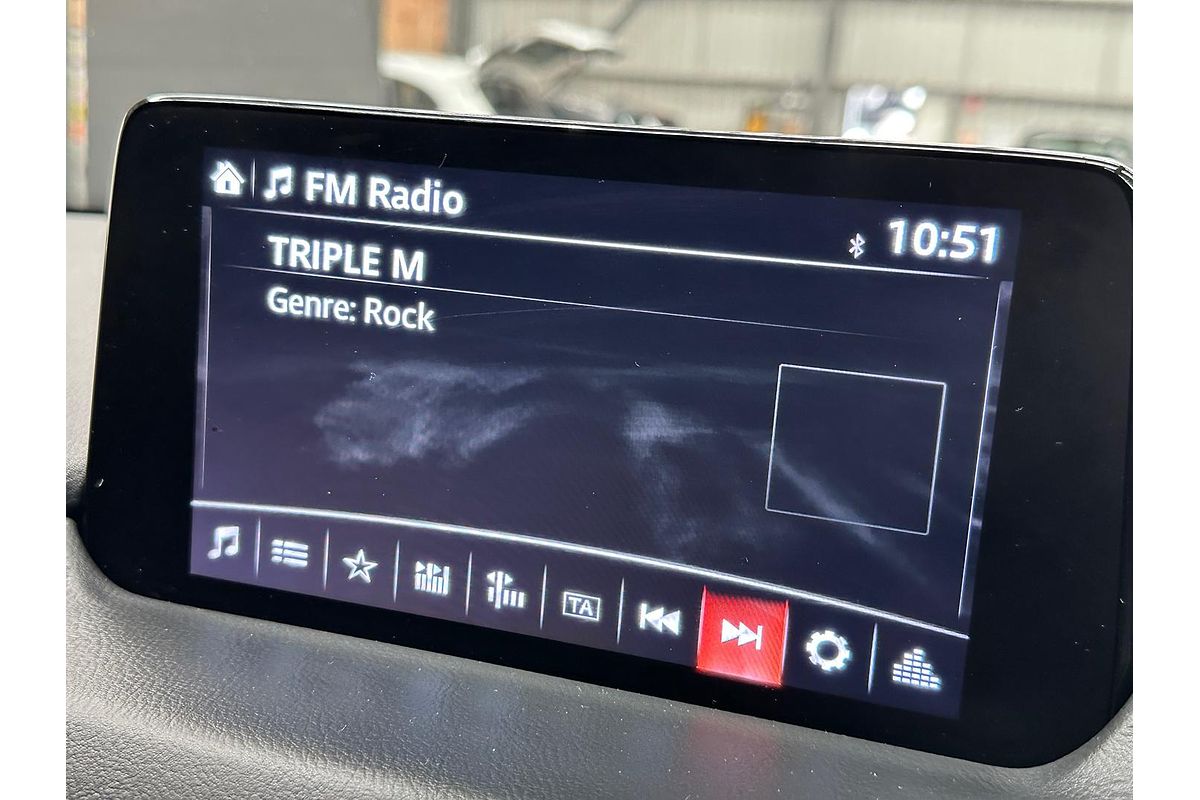 FM Radio
10:51
TRIPLE M
Genre: Rock
TA